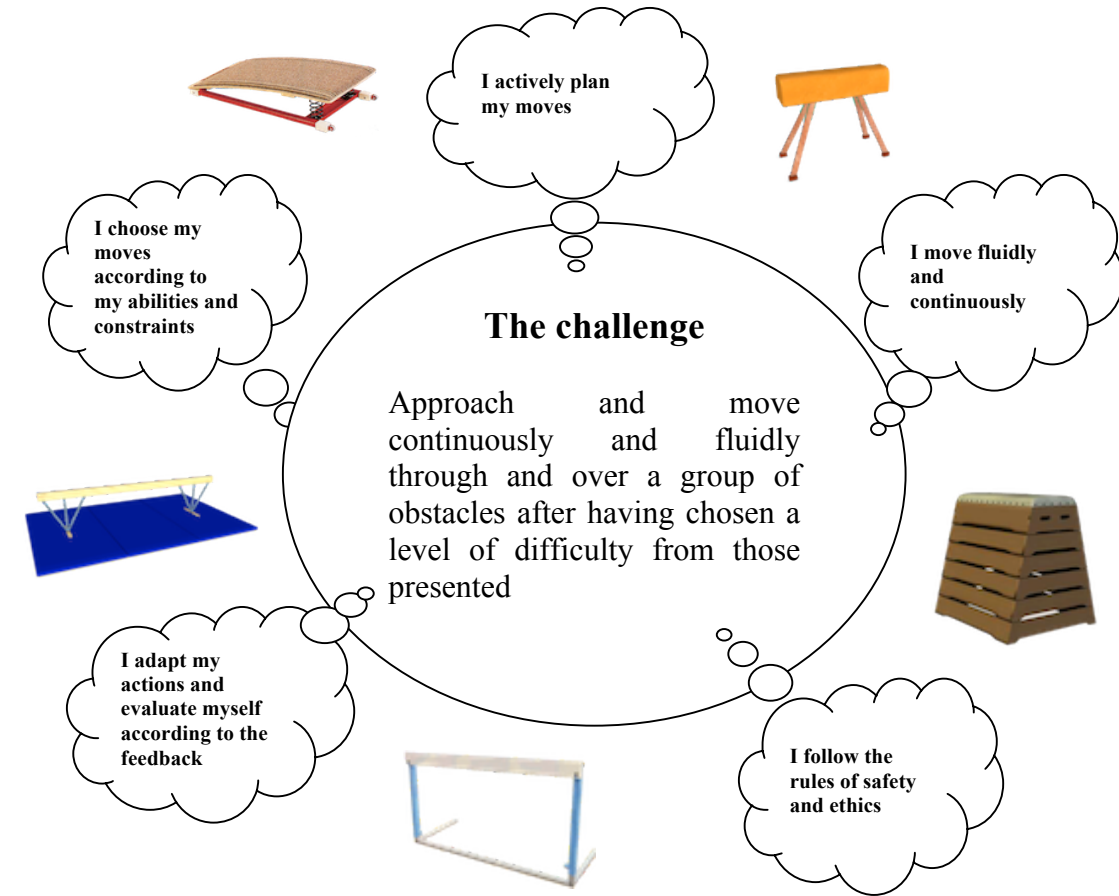 I actively plan
my moves
I choose my
moves
according to
my abilities and
constraints
I move fluidly
and
continuously
The challenge
Approach and move
continuously and fluidly
through and over a group of
obstacles after having chosen a
level of difficulty from those
presented
I adapt my
actions and
evaluate myself
according to the
feedback
I follow the
rules of safety
and ethics